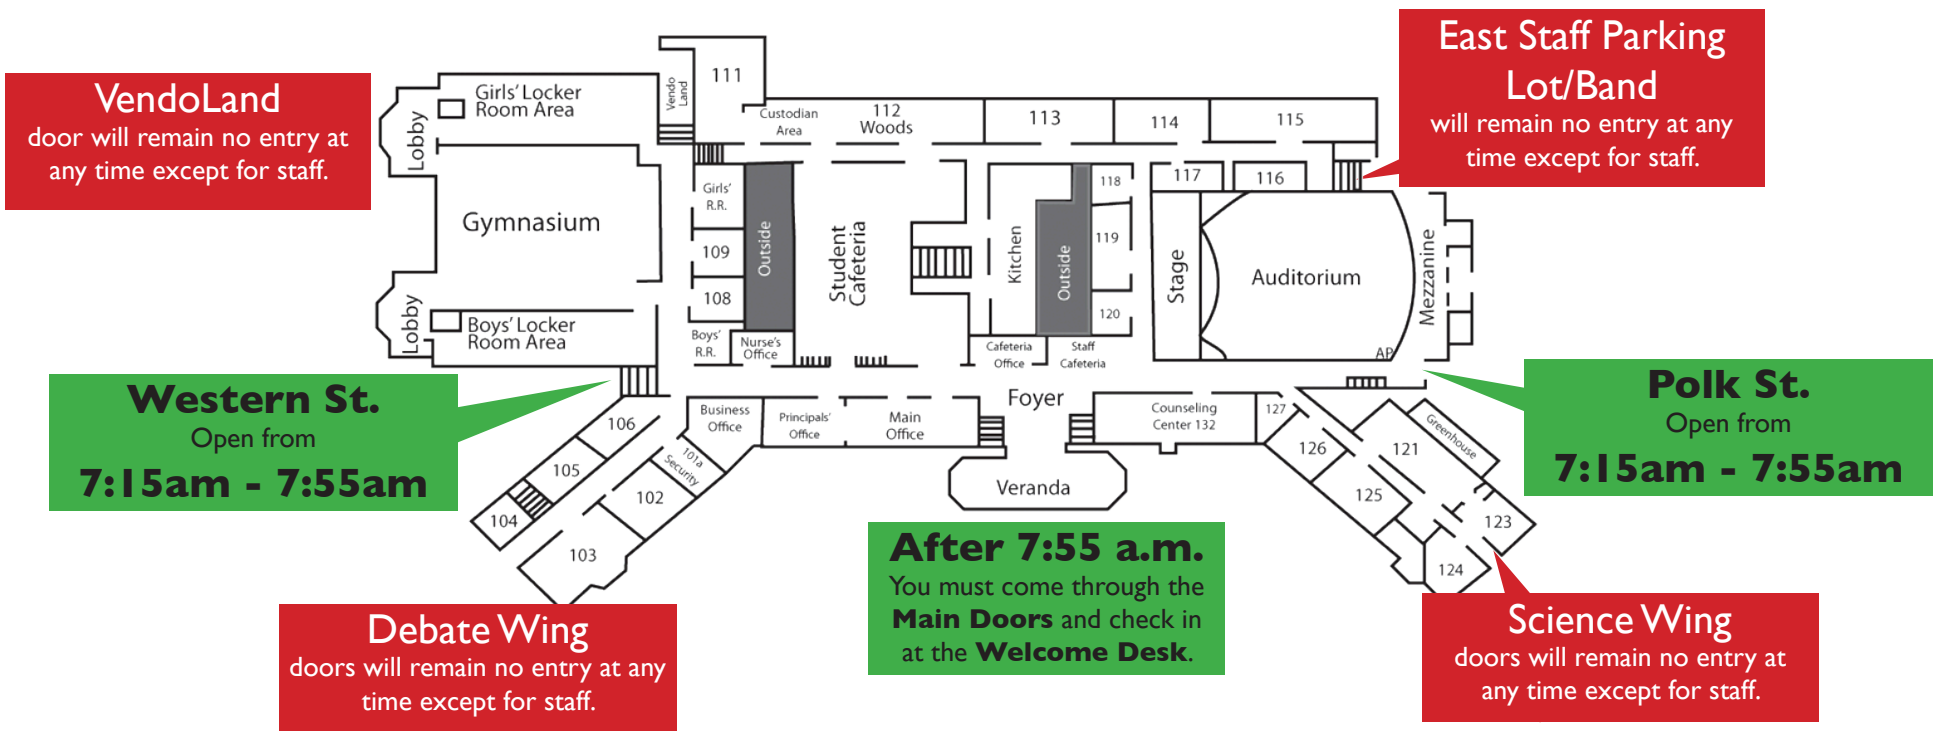 VendoLand
door will remain no entry at
any time except for staff.
East Staff Parking
Lot/Band
will remain no entry at any
time except for staff.
Girls' Locker
Room Area
Lobby
Vendo
Land
111
Custodian
Area
112
Woods
113
114
115
Gymnasium
Girls'
R.R.
109
108
Outside
Student
Cafeteria
Kitchen
Outside
118
119
120
117
116
Stage
Auditorium
Mezzanine
AP
Lobby
Boys' Locker
Room Area
Boys'
R.R.
Nurse's
Office
Cafeteria
Office
Staff
Cafeteria
Western St.
Open from
7:15am - 7:55am
Polk St.
Open from
7:15am - 7:55am
106
105
104
Business
Office
Principals'
Office
Main
Office
Foyer
Counseling
Center 132
127
101a
Security
102
103
Veranda
126
125
121
Greenhouse
123
124
After 7:55 a.m.
You must come through the
Main Doors and check in
at the Welcome Desk.
Debate Wing
doors will remain no entry at any
time except for staff.
Science Wing
doors will remain no entry at
any time except for staff.